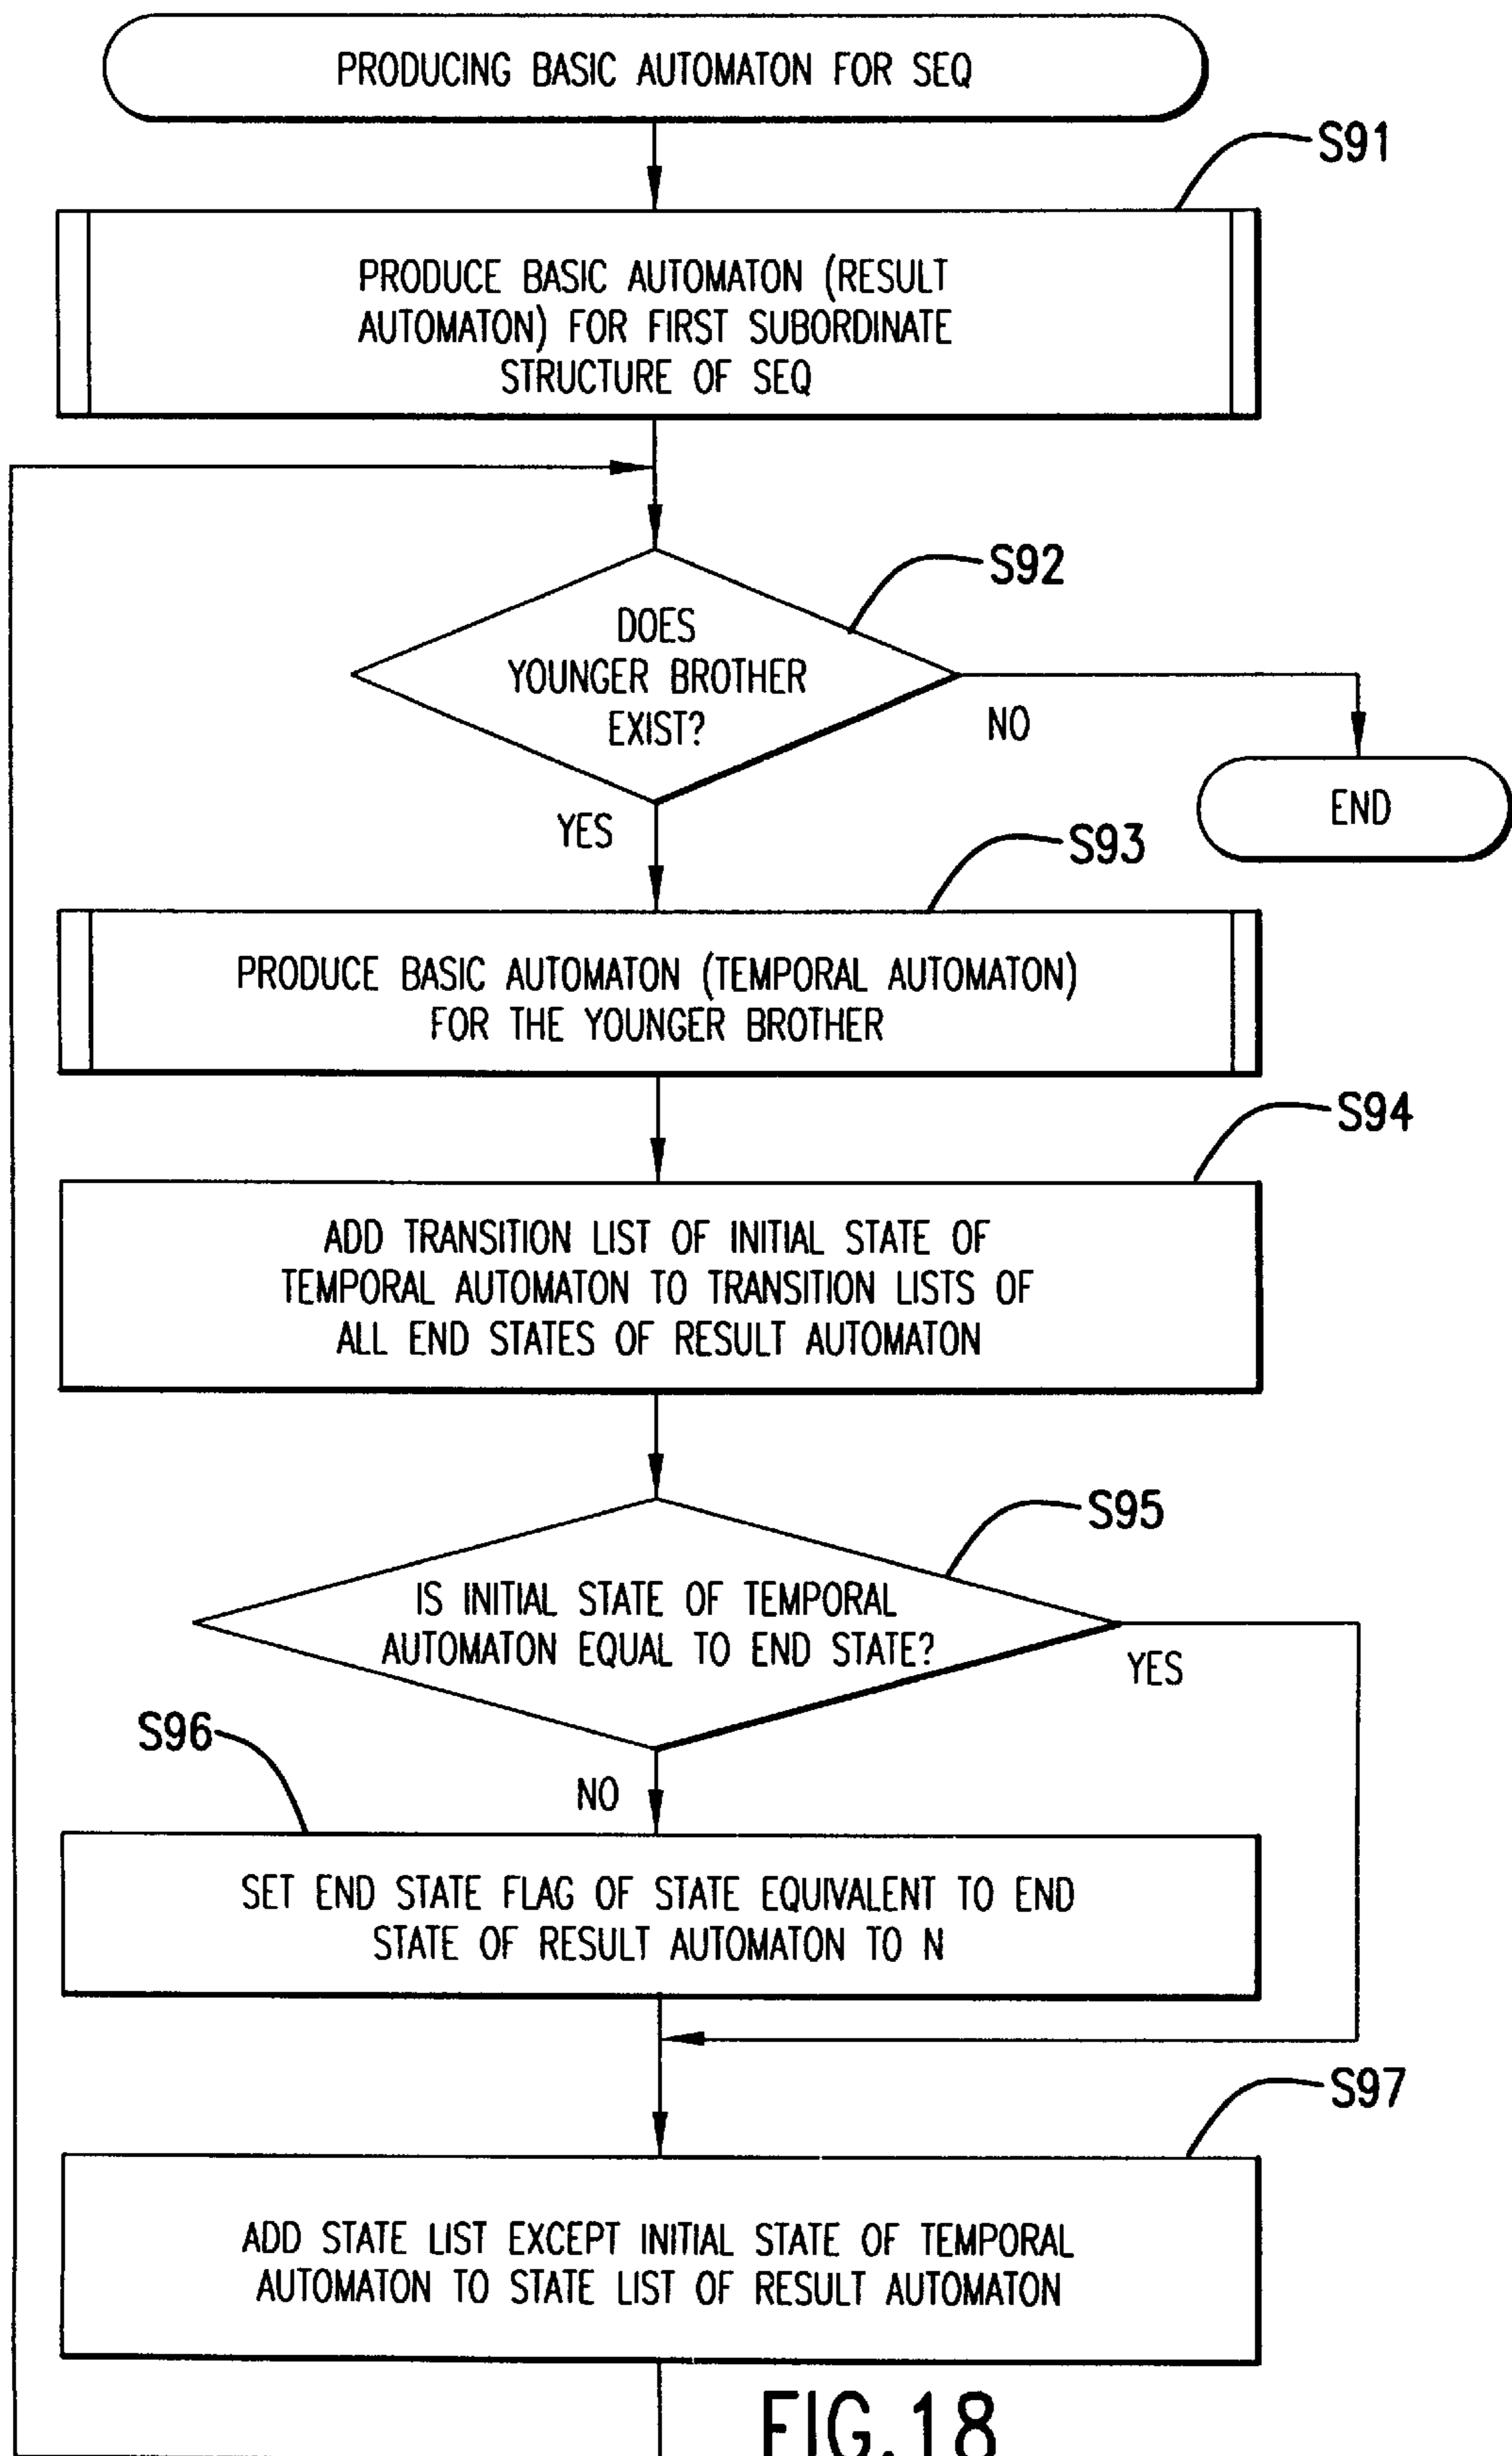 PRODUCING BASIC AUTOMATON FOR SEQ
S91
PRODUCE BASIC AUTOMATON (RESULT
AUTOMATON) FOR FIRST SUBORDINATE
STRUCTURE OF SEQ
S92
DOES
YOUNGER BROTHER
EXIST?
NO
END
YES
S93
PRODUCE BASIC AUTOMATON (TEMPORAL AUTOMATON)
FOR THE YOUNGER BROTHER
S94
ADD TRANSITION LIST OF INITIAL STATE OF
TEMPORAL AUTOMATON TO TRANSITION LISTS OF
ALL END STATES OF RESULT AUTOMATON
S95
IS INITIAL STATE OF TEMPORAL
AUTOMATON EQUAL TO END STATE?
YES
S96
NO
SET END STATE FLAG OF STATE EQUIVALENT TO END
STATE OF RESULT AUTOMATON TO N
S97
ADD STATE LIST EXCEPT INITIAL STATE OF TEMPORAL
AUTOMATON TO STATE LIST OF RESULT AUTOMATON
FIG.18